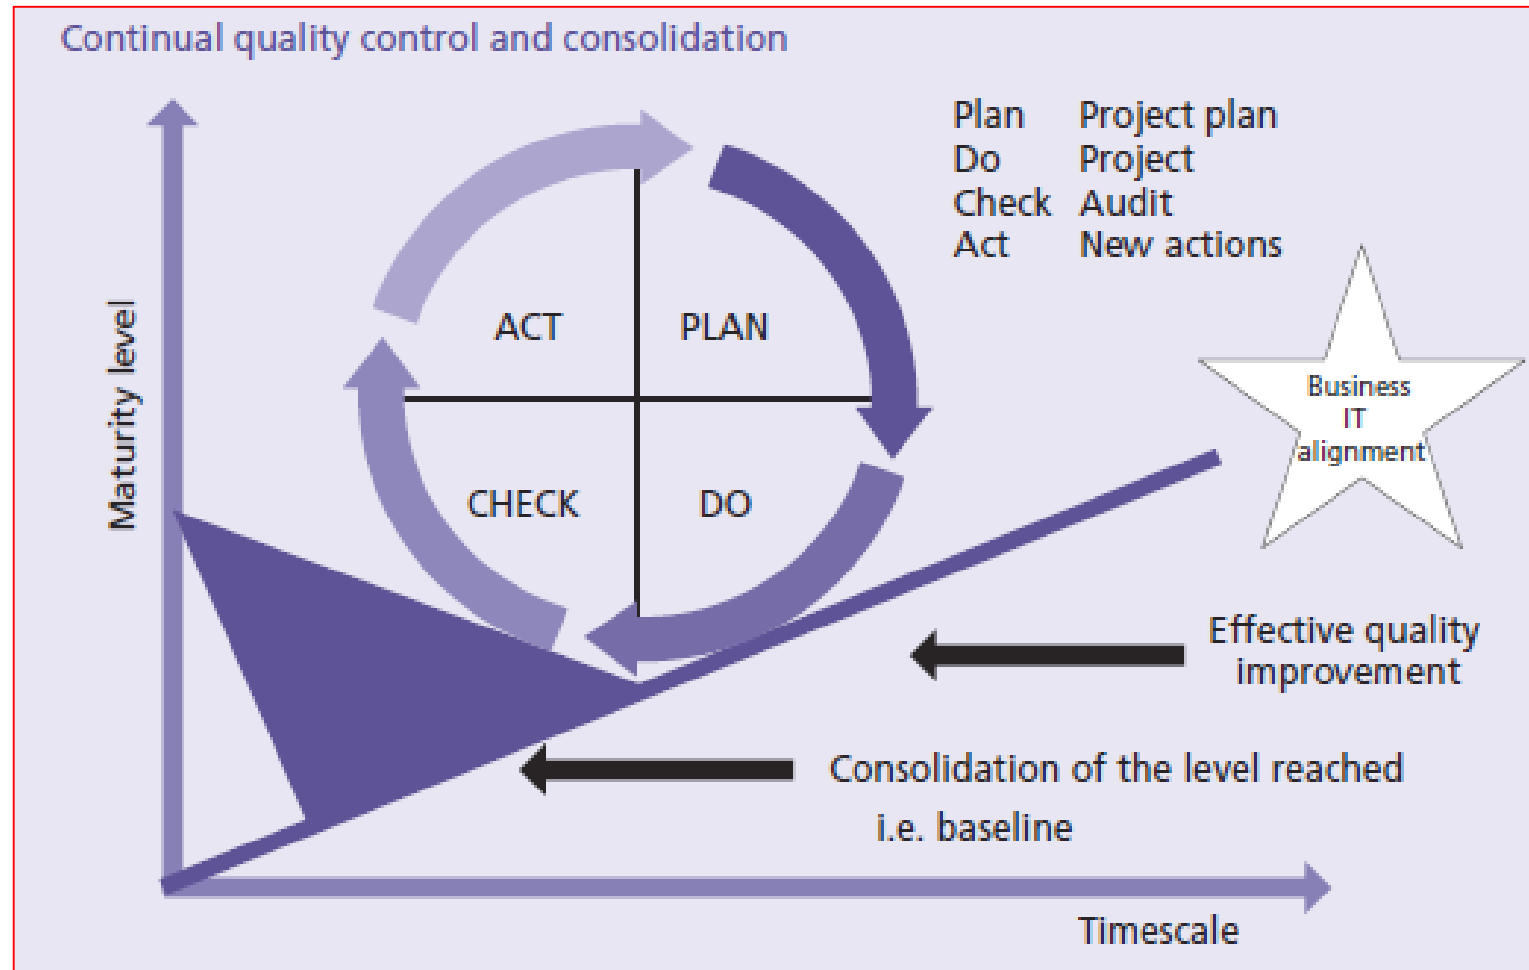 Continual quality control and consolidation
Plan Project plan
Do Project
Check Audit
Act New actions
Maturity level
ACT PLAN
CHECK DO
Business
IT
alignment
Effective quality
improvement
Consolidation of the level reached
i.e. baseline
Timescale